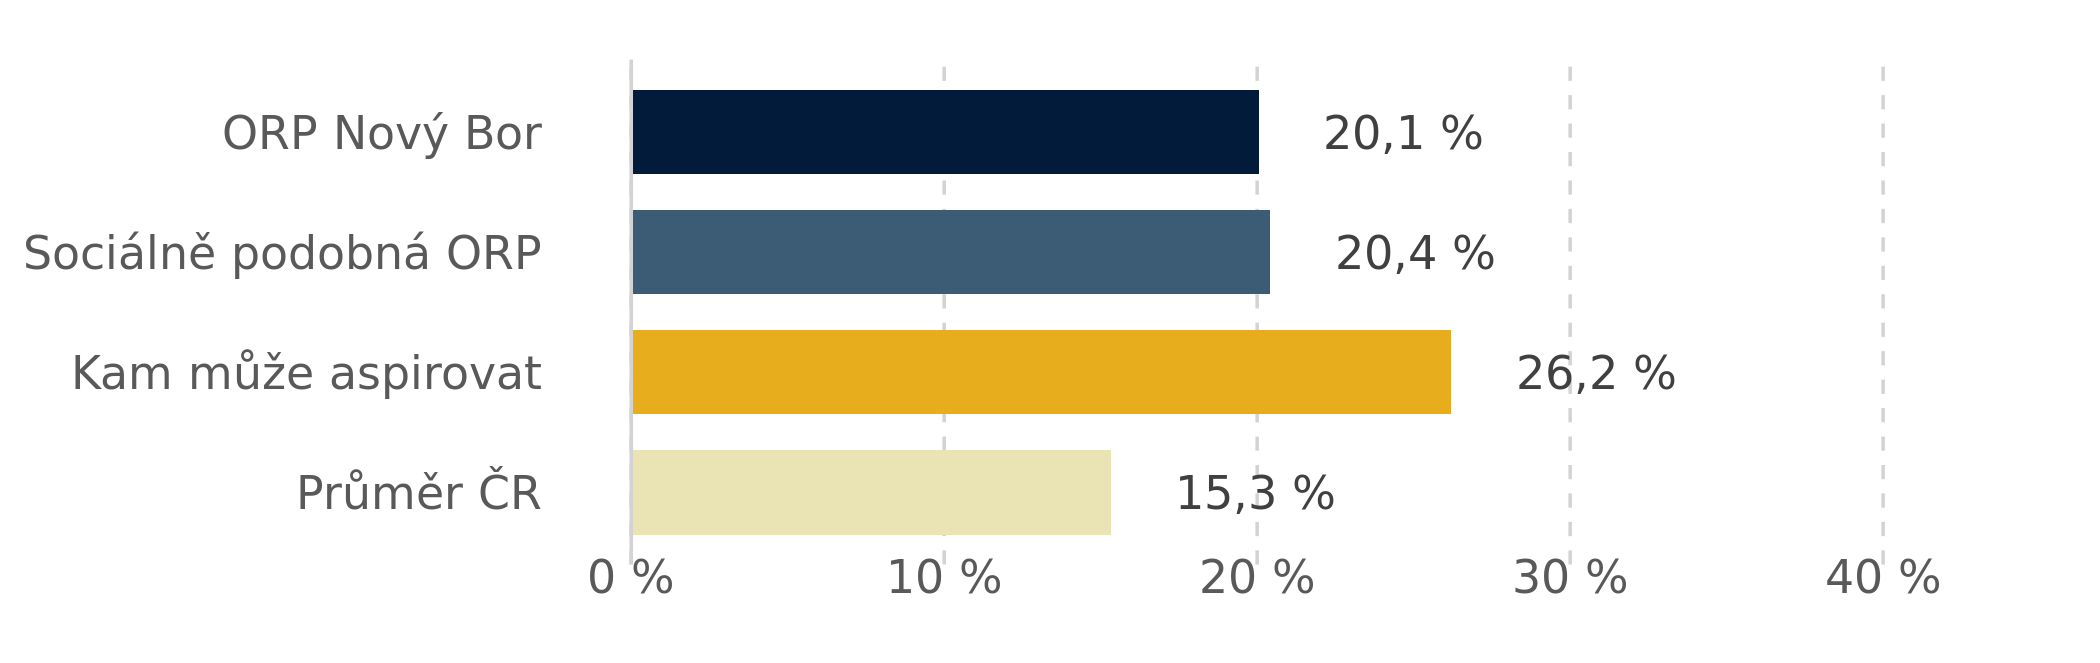 ORP Nový Bor
20,1 %
Sociálně podobná ORP
20,4 %
Kam může aspirovat
26,2 %
Průměr ČR
15,3 %
0 %
10 %
20 %
30 %
40 %